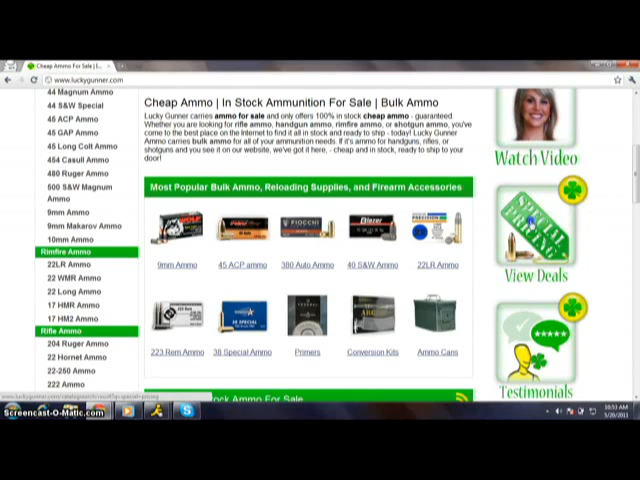 Cheap Ammo For Sale | L
www.luckygunner.com
44 Magnum Ammo
44 S&W Special
45 ACP Ammo
45 GAP Ammo
45 Long Colt Ammo
454 Casull Ammo
480 Ruger Ammo
500 S&W Magnum
Ammo
9mm Ammo
9mm Makarov Ammo
10mm Ammo
Rimfire Ammo
22LR Ammo
22 WMR Ammo
22 Long Ammo
17 HMR Ammo
17 HM2 Ammo
Rifle Ammo
204 Ruger Ammo
22 Hornet Ammo
22-250 Ammo
222 Ammo
Cheap Ammo | In Stock Ammunition For Sale | Bulk Ammo
Lucky Gunner carries ammo for sale and only offers 100% in stock cheap ammo - guaranteed.
Whether you are looking for rifle ammo, handgun ammo, rimfire ammo, or shotgun ammo, you've
come to the best place on the Internet to find it all in stock and ready to ship - today! Lucky Gunner
Ammo carries bulk ammo for all of your ammunition needs. If it's ammo for handguns, rifles, or
shotguns and you see it on our website, we've got it here, - cheap and in stock, ready to ship to your
door!
Most Popular Bulk Ammo, Reloading Supplies, and Firearm Accessories
WOLF
FIOCCHI
Blazer
PRECISION
9mm Ammo
45 ACP ammo
380 Auto Ammo
40 S&W Ammo
22LR Ammo
223 Rem Ammo
38 Special Ammo
Primers
Conversion Kits
Ammo Cans
Stock Ammo For Sale
Watch Video
SPECIAL
PRICING
View Deals
Testimonials
Screencast-O-Matic.com
10:53 AM
5/20/2011